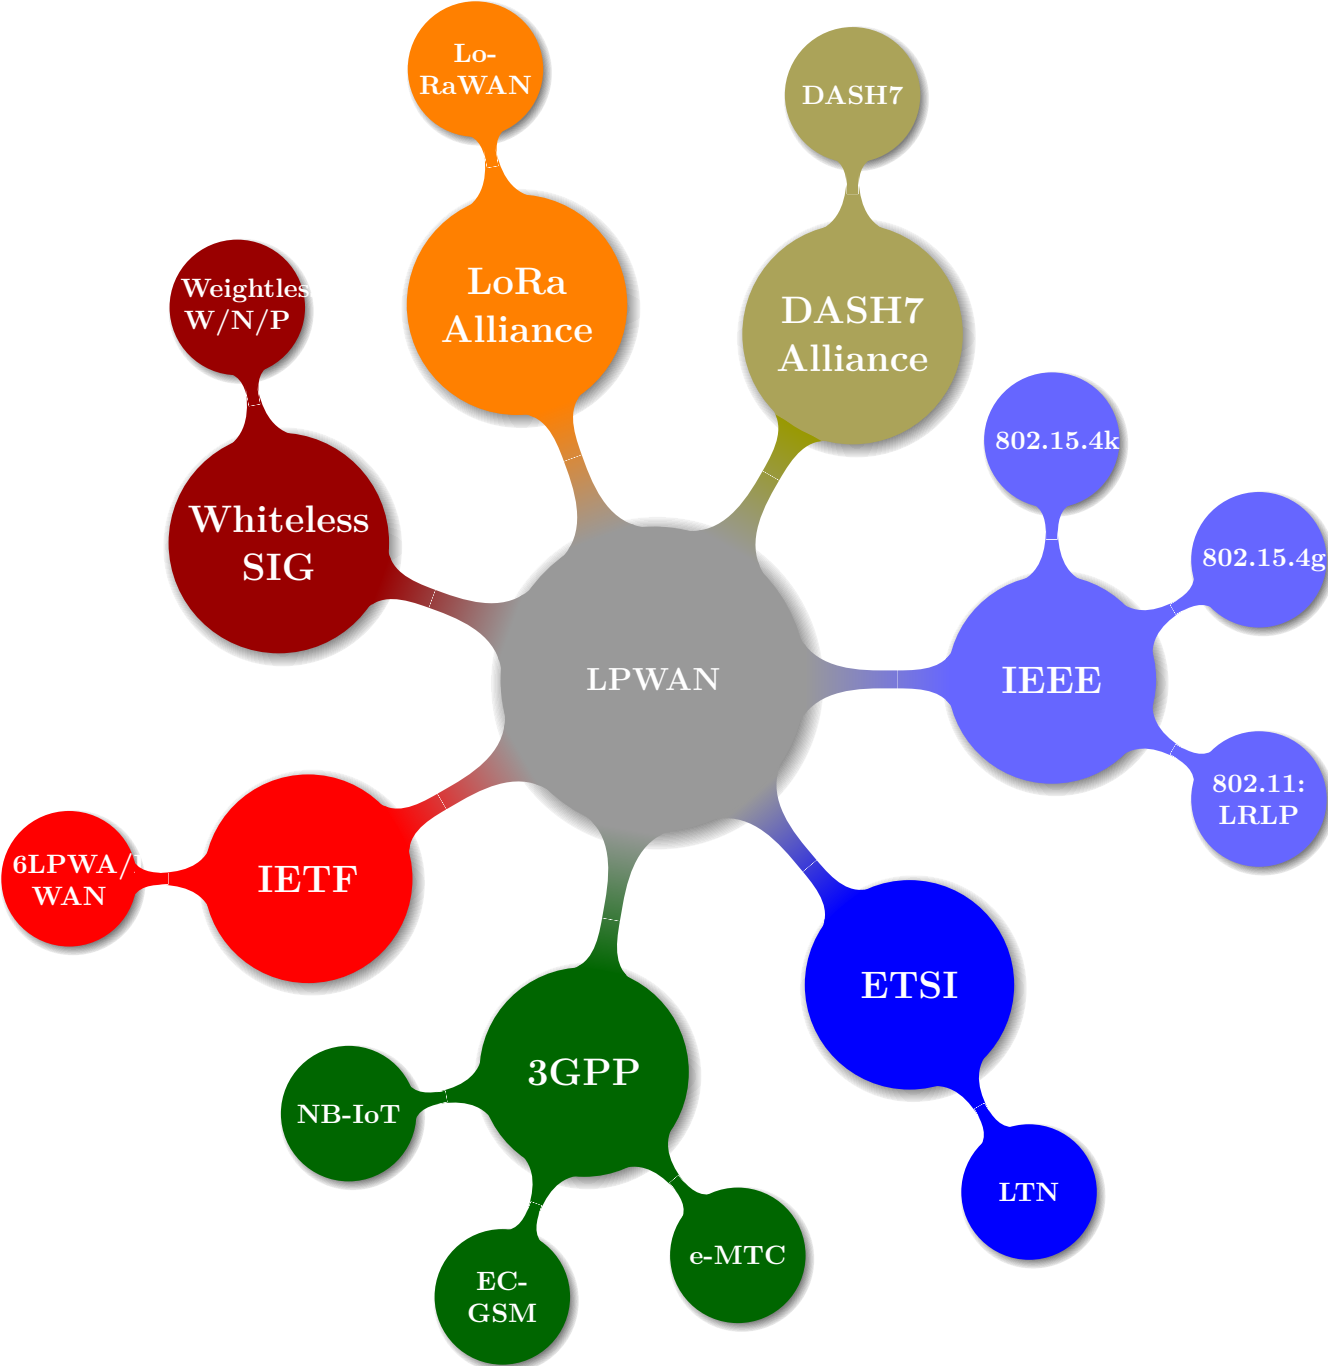 Lo-
RaWAN
DASH7
LoRa
Alliance
DASH7
Alliance
Weightles
W/N/P
Whiteless
SIG
802.15.4k
802.15.4g
LPWAN
IEEE
802.11:
LRLP
6LPWA/
WAN
IETF
ETSI
3GPP
NB-IoT
LTN
e-MTC
EC-
GSM